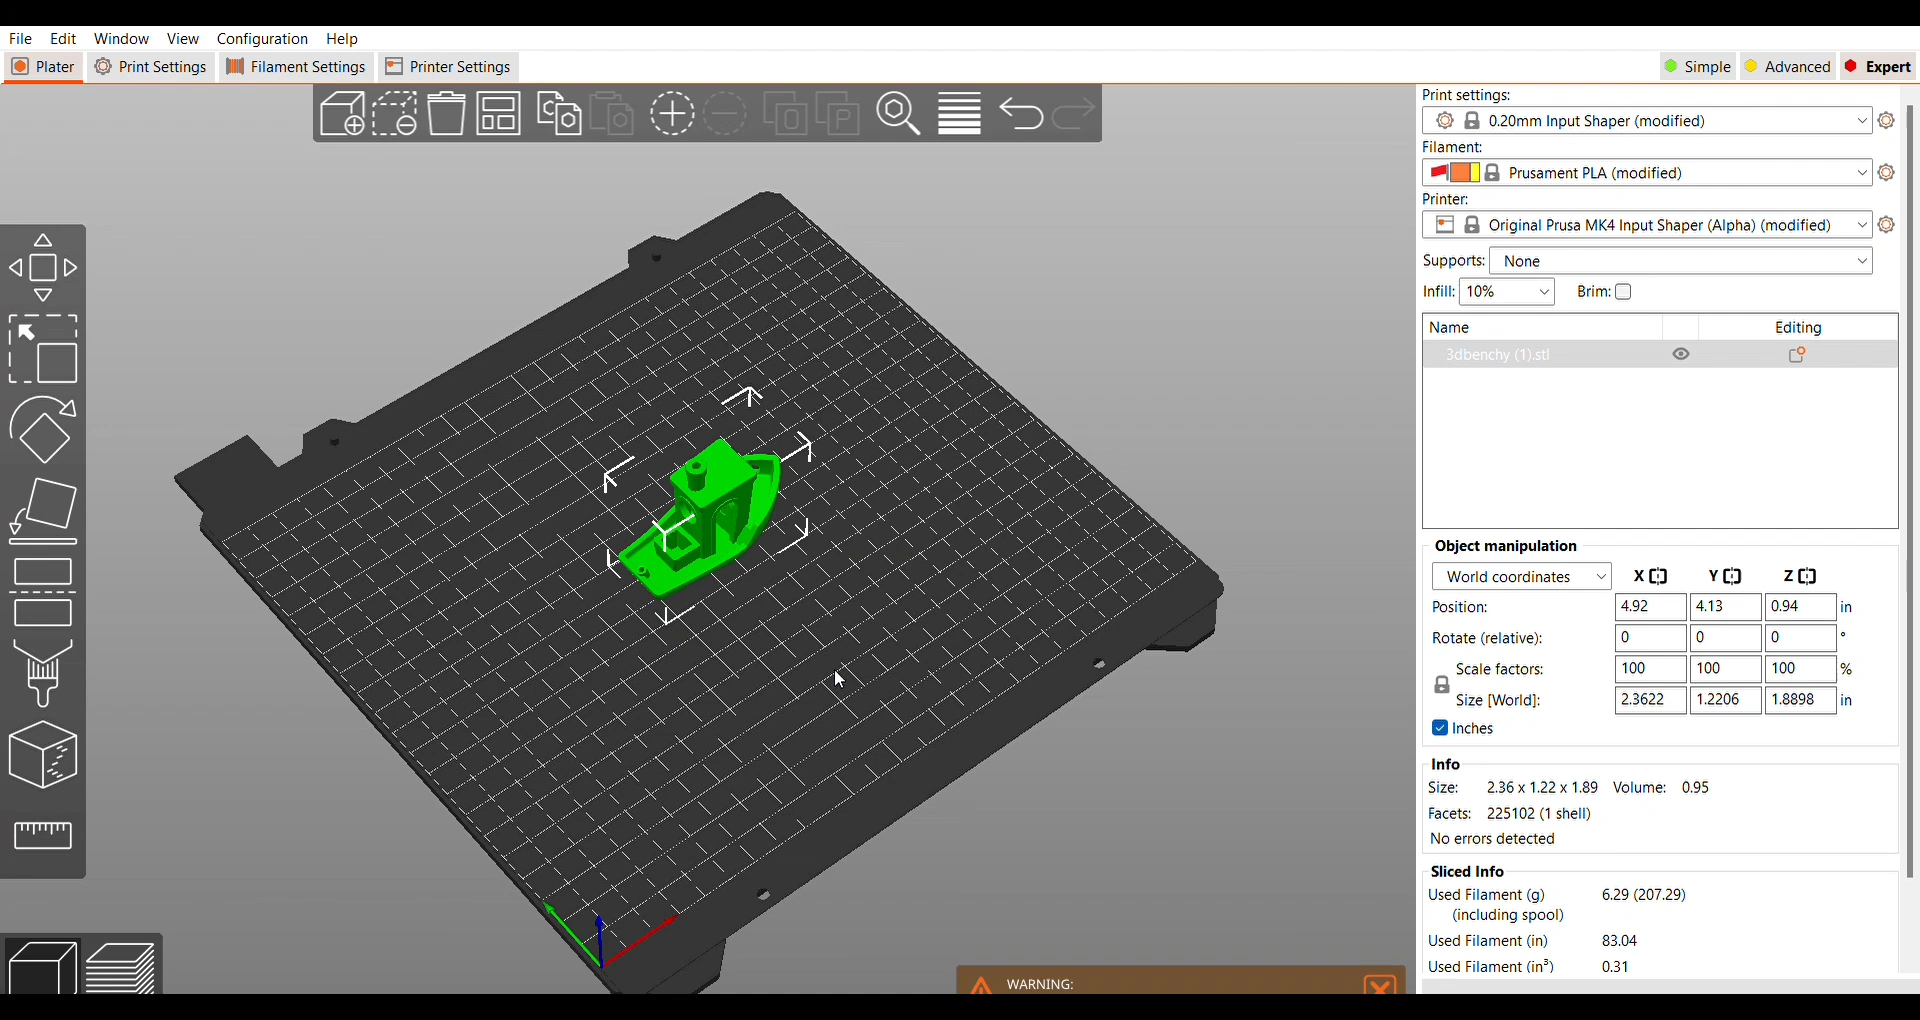 File Edit Window View Configuration Help
Plater Print Settings Filament Settings Printer Settings Simple Advanced Expert
Print settings:
0.20mm Input Shaper (modified)
Filament:
Prusament PLA (modified)
Printer:
Original Prusa MK4 Input Shaper (Alpha) (modified)
Supports: None
Infill: 10% Brim:
Name Editing
3dbenchy (1).stl
Object manipulation
World coordinates X Y Z
Position: 4.92 4.13 0.94 in
Rotate (relative): 0 0 0 °
Scale factors: 100 100 100 %
Size [World]: 2.3622 1.2206 1.8898 in
Inches
Info
Size: 2.36 x 1.22 x 1.89 Volume: 0.95
Facets: 225102 (1 shell)
No errors detected
Sliced Info
Used Filament (g) 6.29 (207.29)
(including spool)
Used Filament (in) 83.04
Used Filament (in³) 0.31
WARNING: